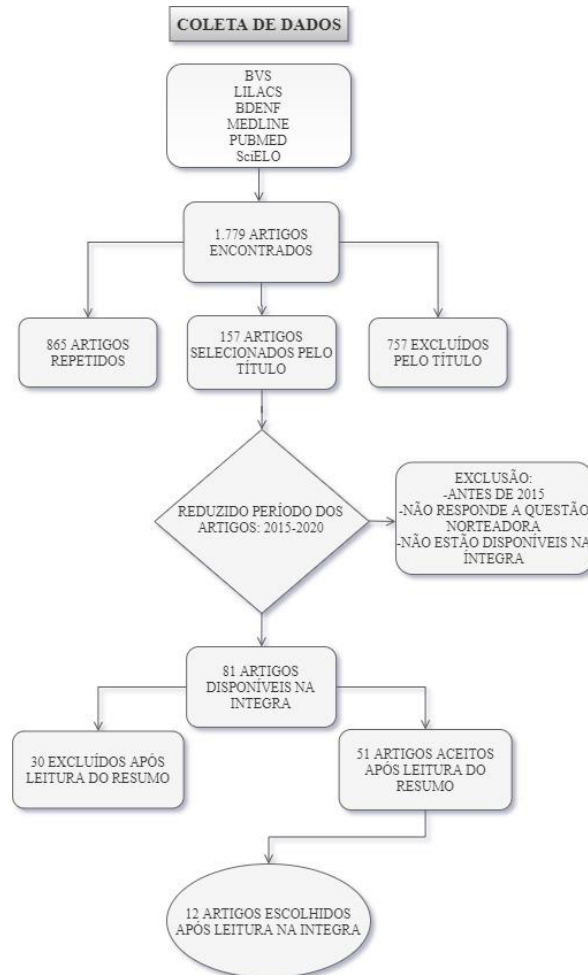 COLETA DE DADOS
BVS
LILACS
BDENF
MEDLINE
PUBMED
SciELO
1.779 ARTIGOS
ENCONTRADOS
865 ARTIGOS
REPETIDOS
157 ARTIGOS
SELECIONADOS PELO
TÍTULO
757 EXCLUÍDOS
PELO TÍTULO
REDUZIDO PERÍODO DOS
ARTIGOS: 2015-2020
EXCLUSÃO:
-ANTES DE 2015
-NÃO RESPONDE A QUESTÃO
NORTEADORA
-NÃO ESTÃO DISPONÍVEIS NA
ÍNTEGRA
81 ARTIGOS
DISPONÍVEIS NA
INTEGRA
30 EXCLUÍDOS APÓS
LEITURA DO RESUMO
51 ARTIGOS ACEITOS
APÓS LEITURA DO
RESUMO
12 ARTIGOS ESCOLHIDOS
APÓS LEITURA NA INTEGRA